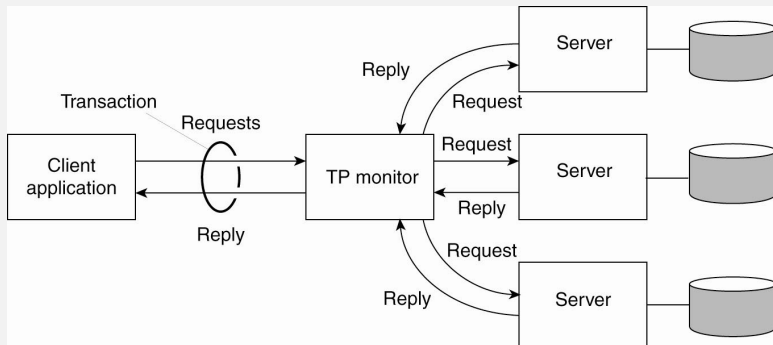 Server
Reply
Transaction
Request
Requests
Request
Client
application
TP monitor
Server
Reply
Reply
Request
Reply
Server